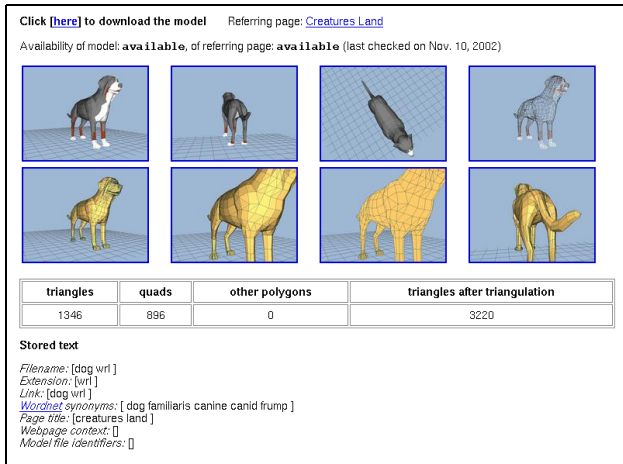 Click [here] to download the model Referring page: Creatures Land
Availability of model: available, of referring page: available (last checked on Nov. 10, 2002)
triangles quads other polygons triangles after triangulation
1346 896 0 3220
Stored text
Filename: [dog wrl ]
Extension: [wrl ]
Link: [dog wrl ]
Wordnet synonyms: [ dog familiaris canine canid frump ]
Page title: [creatures land ]
Webpage context: []
Model file identifiers: []